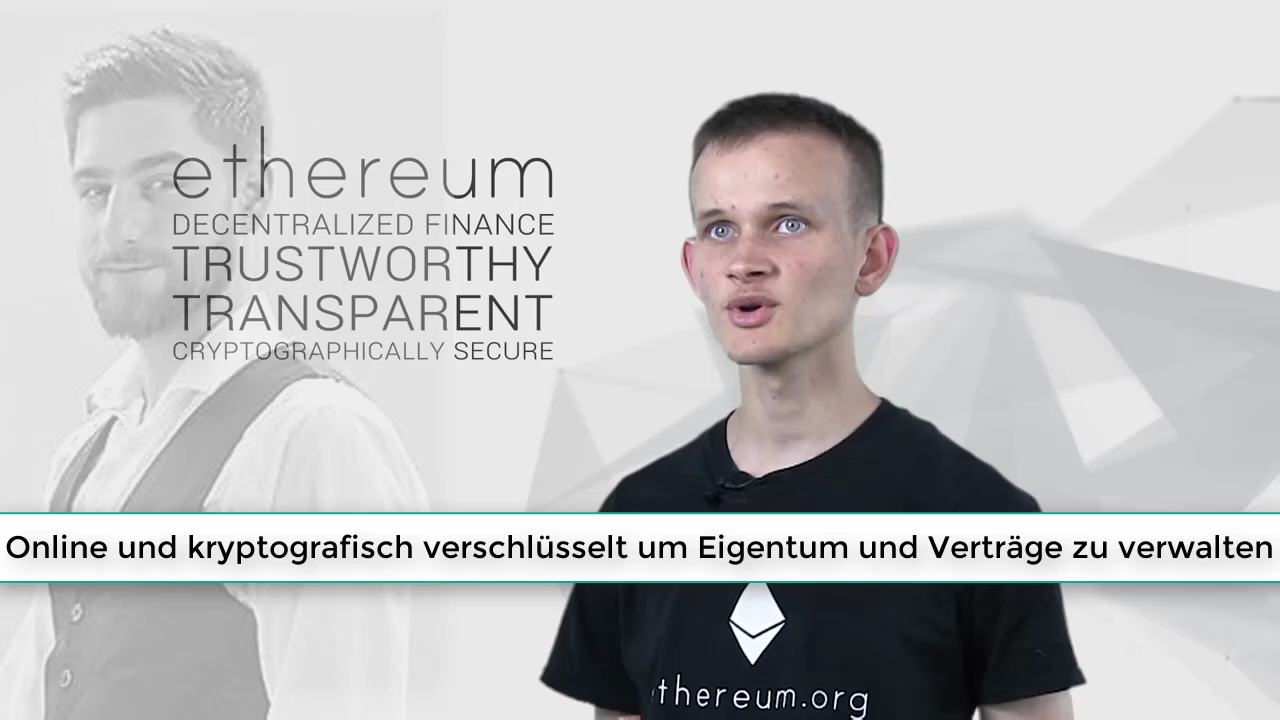 ethereum
DECENTRALIZED FINANCE
TRUSTWORTHY
TRANSPARENT
CRYPTOGRAPHICALLY SECURE
Online und kryptografisch verschlüsselt um Eigentum und Verträge zu verwalten
ethereum.org